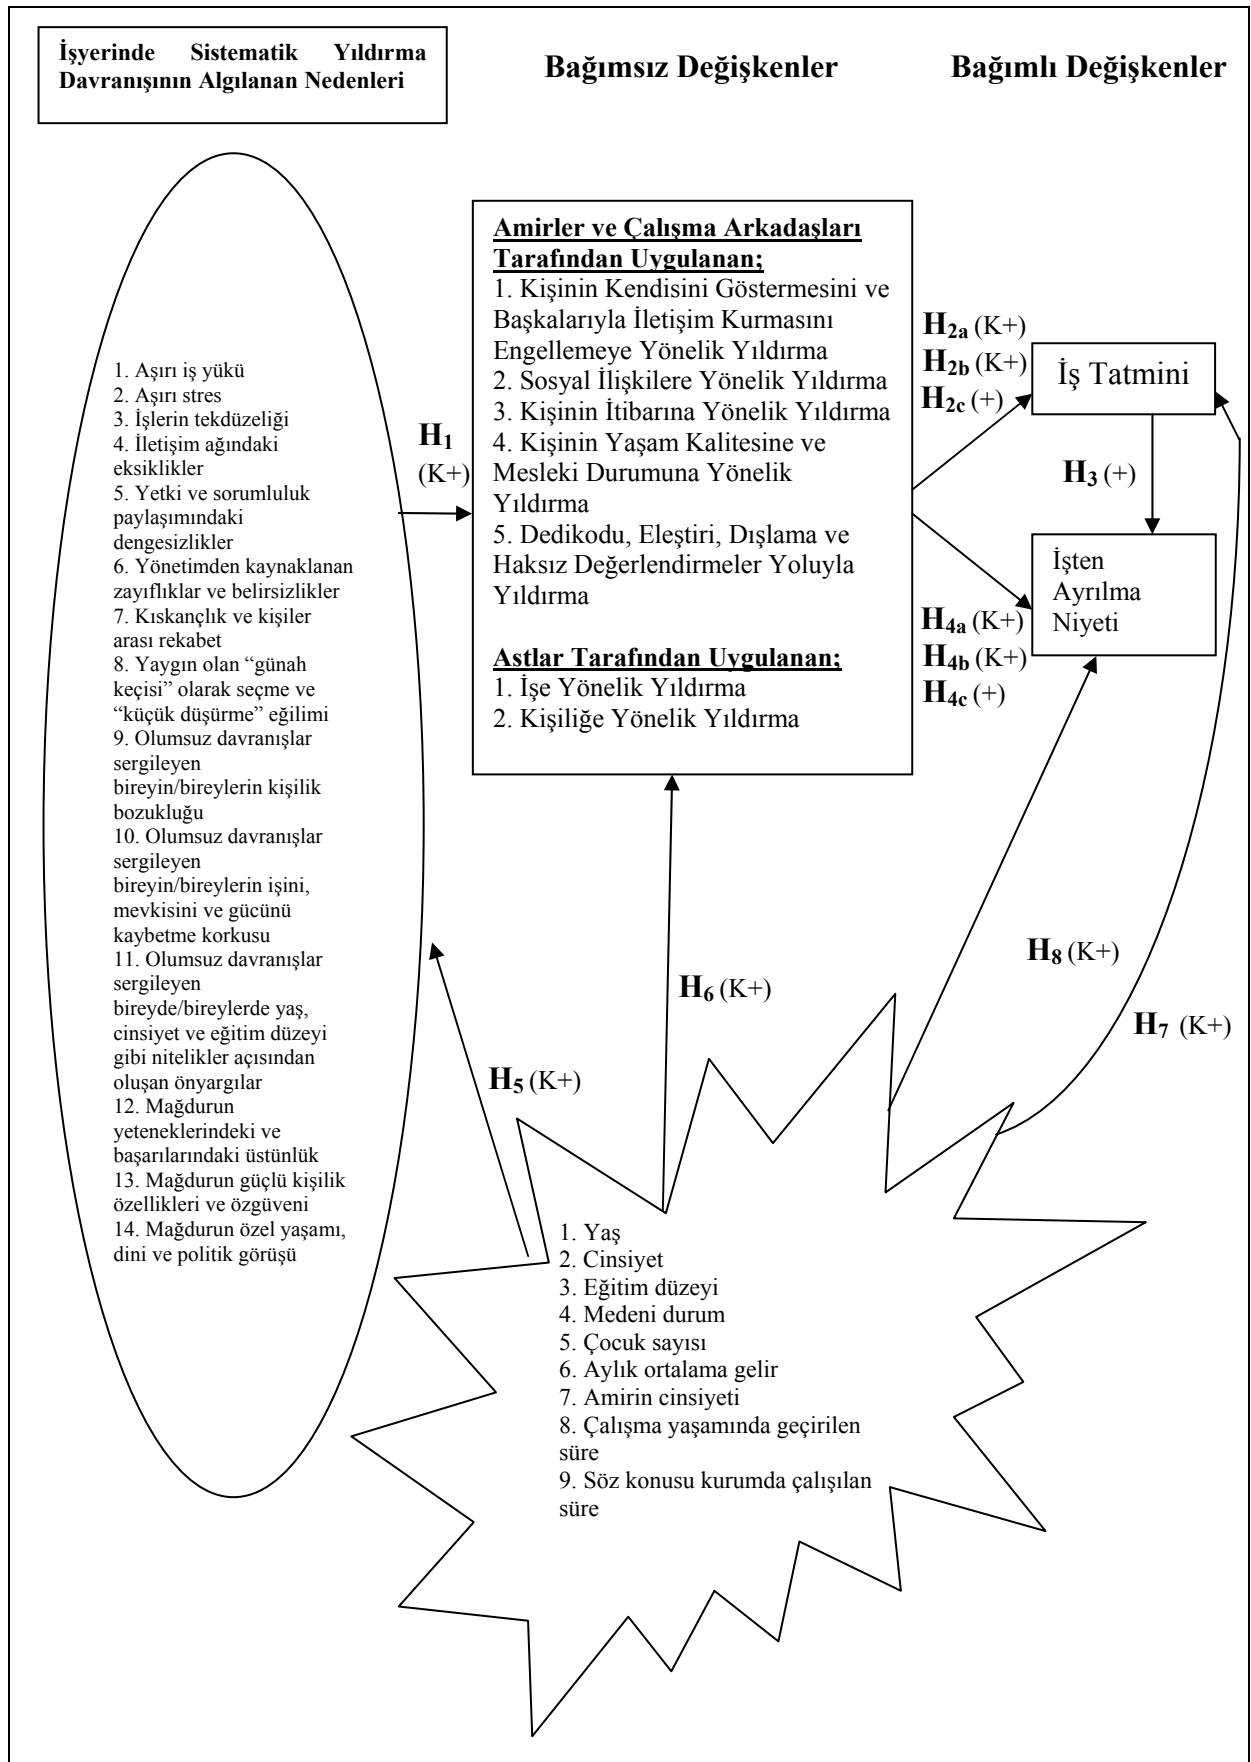 İşyerinde Sistematik Yıldırma
Davranışının Algılanan Nedenleri
Bağımsız Değişkenler
Bağımlı Değişkenler
1. Aşırı iş yükü
2. Aşırı stres
3. İşlerin tekdüzeliği
4. İletişim ağındaki
eksiklikler
5. Yetki ve sorumluluk
paylaşımındaki
dengesizlikler
6. Yönetimden kaynaklanan
zayıflıklar ve belirsizlikler
7. Kıskançlık ve kişiler
arası rekabet
8. Yaygın olan “günah
keçisi” olarak seçme ve
“küçük düşürme” eğilimi
9. Olumsuz davranışlar
sergileyen
bireyin/bireylerin kişilik
bozukluğu
10. Olumsuz davranışlar
sergileyen
bireyin/bireylerin işini,
mevkisini ve gücünü
kaybetme korkusu
11. Olumsuz davranışlar
sergileyen
bireyde/bireylerde yaş,
cinsiyet ve eğitim düzeyi
gibi nitelikler açısından
oluşan önyargılar
12. Mağdurun
yeteneklerindeki ve
başarılarındaki üstünlük
13. Mağdurun güçlü kişilik
özellikleri ve özgüveni
14. Mağdurun özel yaşamı,
dini ve politik görüşü
H1
(K+)
Amirler ve Çalışma Arkadaşları
Tarafından Uygulanan;
1. Kişinin Kendisini Göstermesini ve
Başkalarıyla İletişim Kurmasını
Engellemeye Yönelik Yıldırma
2. Sosyal İlişkilere Yönelik Yıldırma
3. Kişinin İtibarına Yönelik Yıldırma
4. Kişinin Yaşam Kalitesine ve
Mesleki Durumuna Yönelik
Yıldırma
5. Dedikodu, Eleştiri, Dışlama ve
Haksız Değerlendirmeler Yoluyla
Yıldırma
Astlar Tarafından Uygulanan;
1. İşe Yönelik Yıldırma
2. Kişiliğe Yönelik Yıldırma
H2a (K+)
H2b (K+)
H2c (+)
İş Tatmini
H3 (+)
İşten
Ayrılma
Niyeti
H4a (K+)
H4b (K+)
H4c (+)
H8 (K+)
H7 (K+)
H6 (K+)
H5 (K+)
1. Yaş
2. Cinsiyet
3. Eğitim düzeyi
4. Medeni durum
5. Çocuk sayısı
6. Aylık ortalama gelir
7. Amirin cinsiyeti
8. Çalışma yaşamında geçirilen
süre
9. Söz konusu kurumda çalışılan
süre